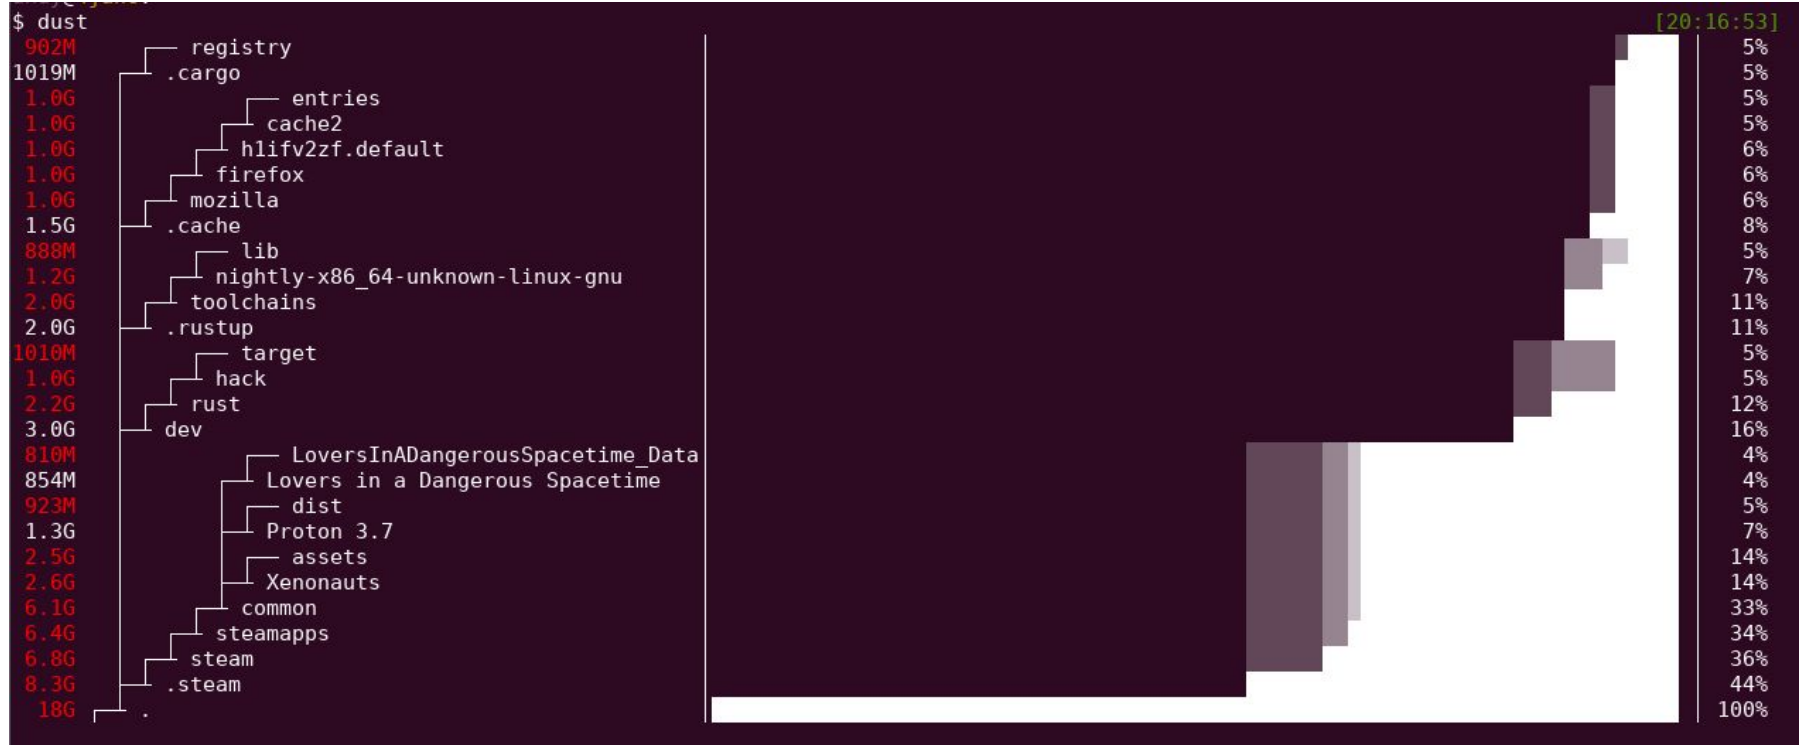 $ dust [20:16:53]
902M registry 5%
1019M .cargo 5%
1.0G entries 5%
1.0G cache2 5%
1.0G h1ifv2zf.default 6%
1.0G firefox 6%
1.0G mozilla 6%
1.5G .cache 8%
888M lib 5%
1.2G nightly-x86_64-unknown-linux-gnu 7%
2.0G toolchains 11%
2.0G .rustup 11%
1010M target 5%
1.0G hack 5%
2.2G rust 12%
3.0G dev 16%
810M LoversInADangerousSpacetime_Data 4%
854M Lovers in a Dangerous Spacetime 4%
923M dist 5%
1.3G Proton 3.7 7%
2.5G assets 14%
2.6G Xenonauts 14%
6.1G common 33%
6.4G steamapps 34%
6.8G steam 36%
8.3G .steam 44%
18G . 100%